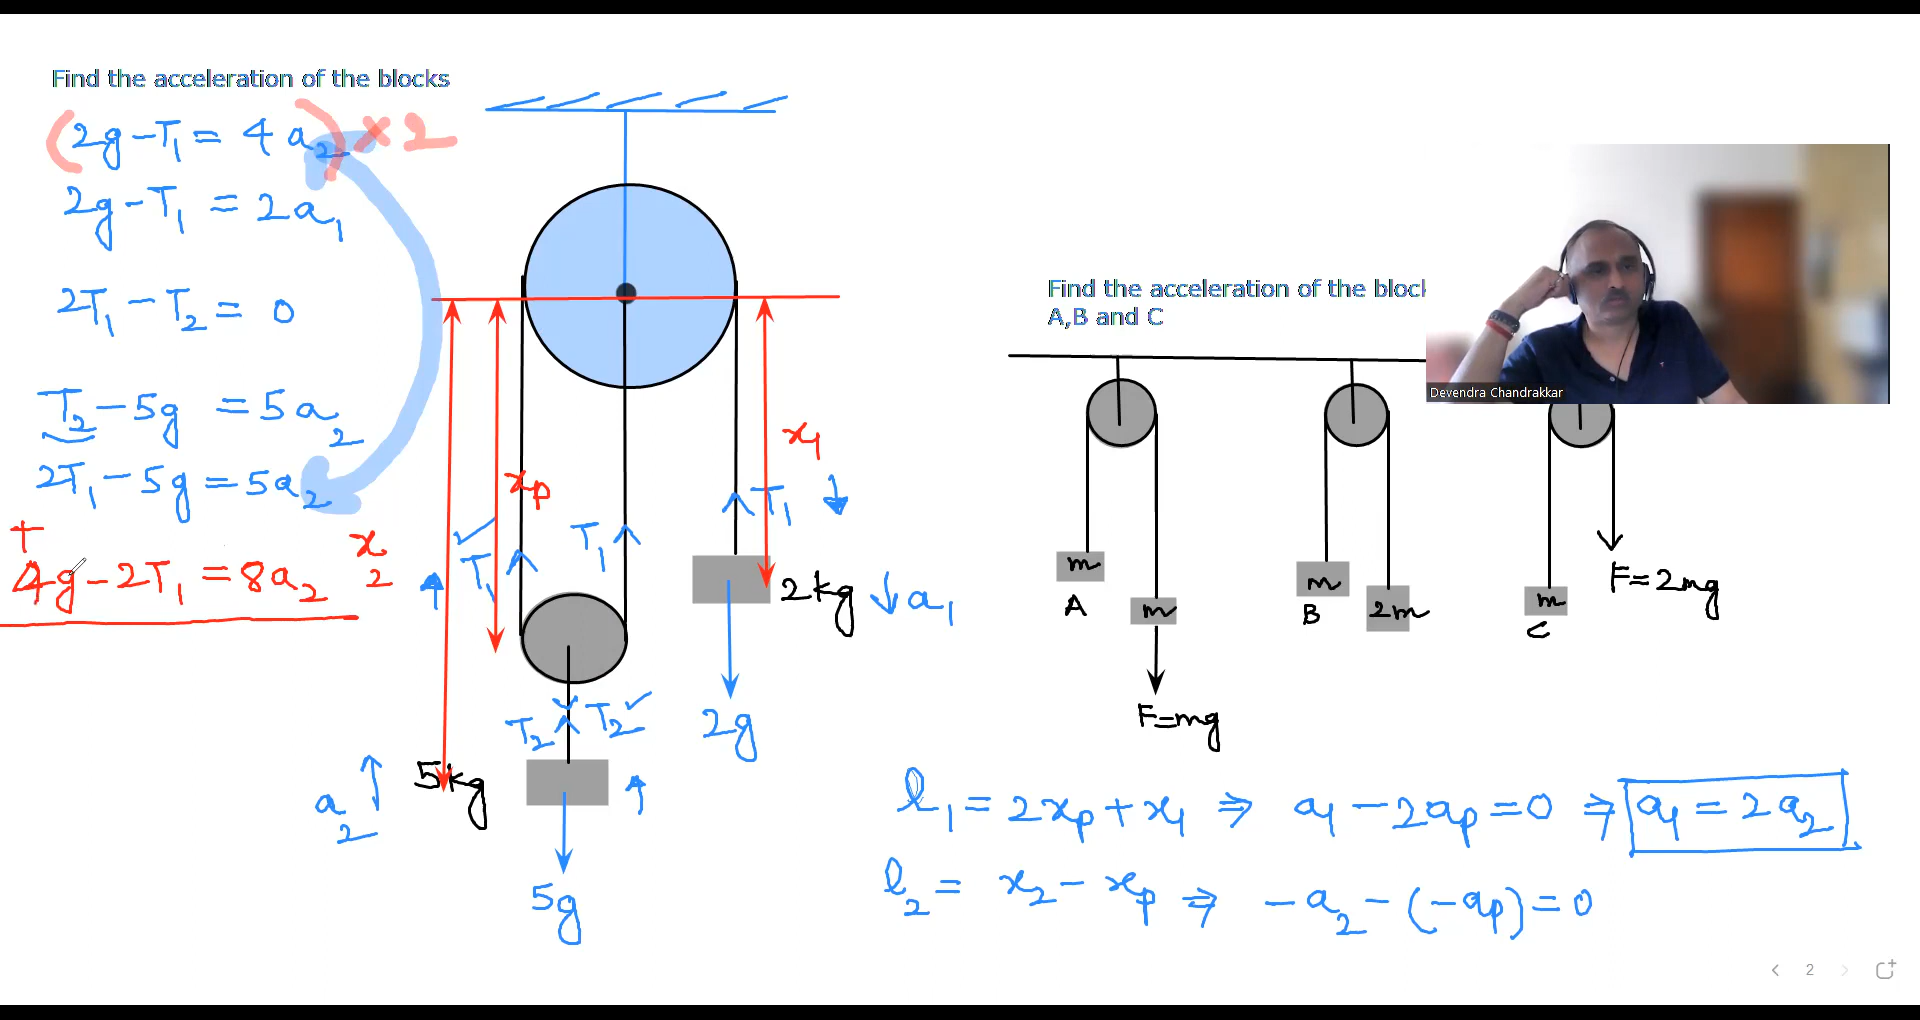 Find the acceleration of the blocks
(2g-T₁= 4a₂) × 2
2g-T₁ = 2a₁
2T₁-T₂= 0
T₂-5g = 5a₂
2T₁-5g=5a₂
+
4g-2T₁=8a₂
x₂
xp
x₁
T₁
T₁
T₁
2kg
a₁
2g
T₂
T₂
5kg
a₂
5g
Find the acceleration of the block
A,B and C
Devendra Chandrakkar
m
A
m
F=mg
m
B
2m
m
C
F=2mg
l₁ = 2xp+x₁ ⇒ a₁-2ap=0 ⇒ a₁=2a₂
l₂ = x₂-xp ⇒ -a₂-(-ap)=0
2